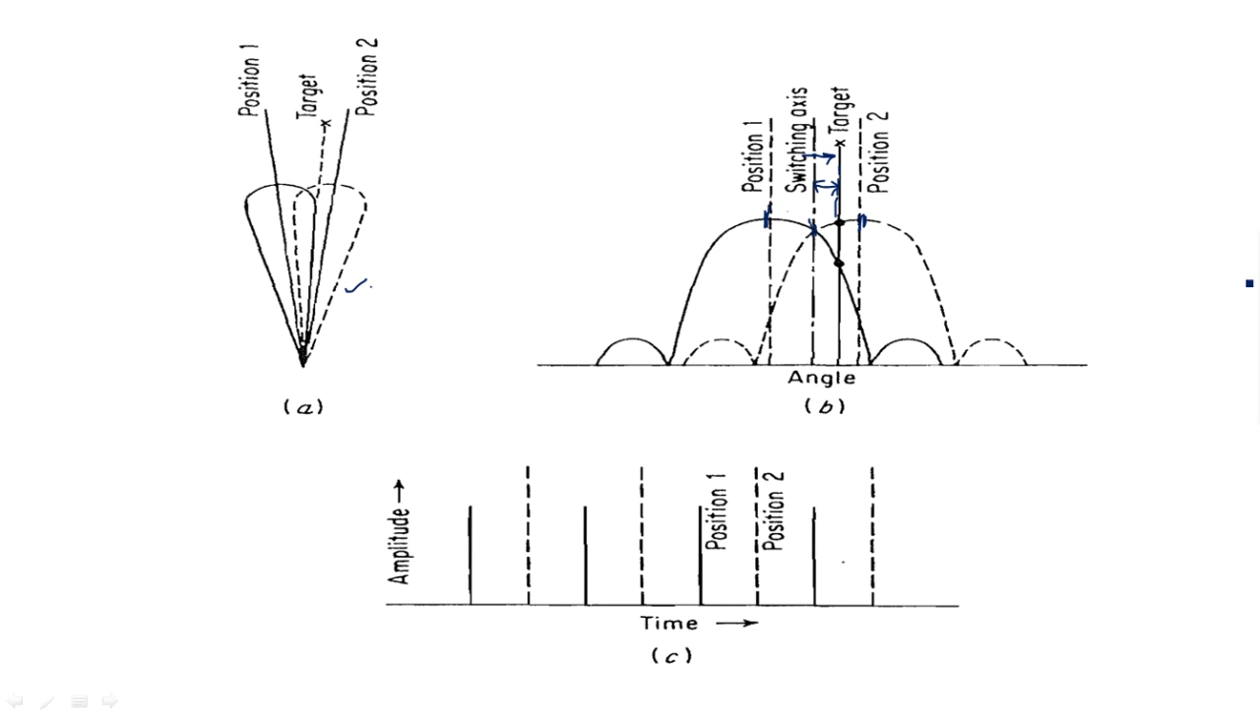 Position 1
Target
Position 2
(a)
Position 1
Switching axis
x Target
Position 2
Angle
(b)
Amplitude →
Position 1
Position 2
Time →
(c)